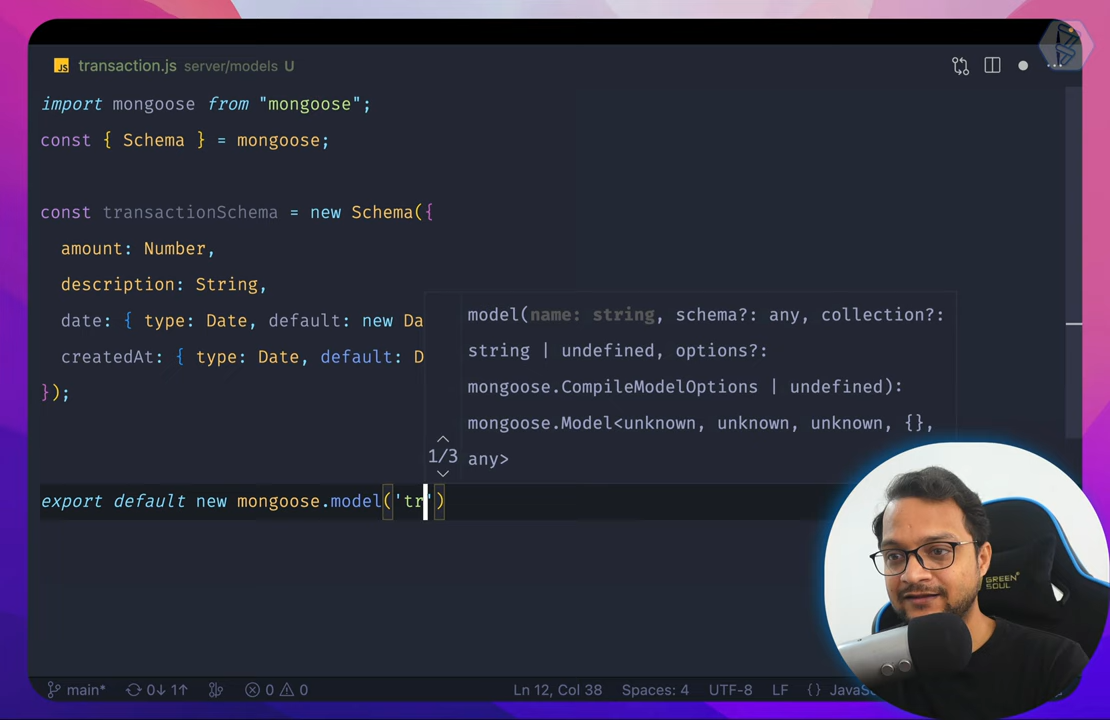 transaction.js server/models U
import mongoose from "mongoose";
const { Schema } = mongoose;
const transactionSchema = new Schema({
amount: Number,
description: String,
date: { type: Date, default: new Da
createdAt: { type: Date, default: D
});
model(name: string, schema?: any, collection?:
string | undefined, options?:
mongoose.CompileModelOptions | undefined):
mongoose.Model<unknown, unknown, unknown, {},
any>
1/3
export default new mongoose.model('tr')
GREEN SOUL
main* 0↓ 1↑ 0 0 Ln 12, Col 38 Spaces: 4 UTF-8 LF {} JavaS